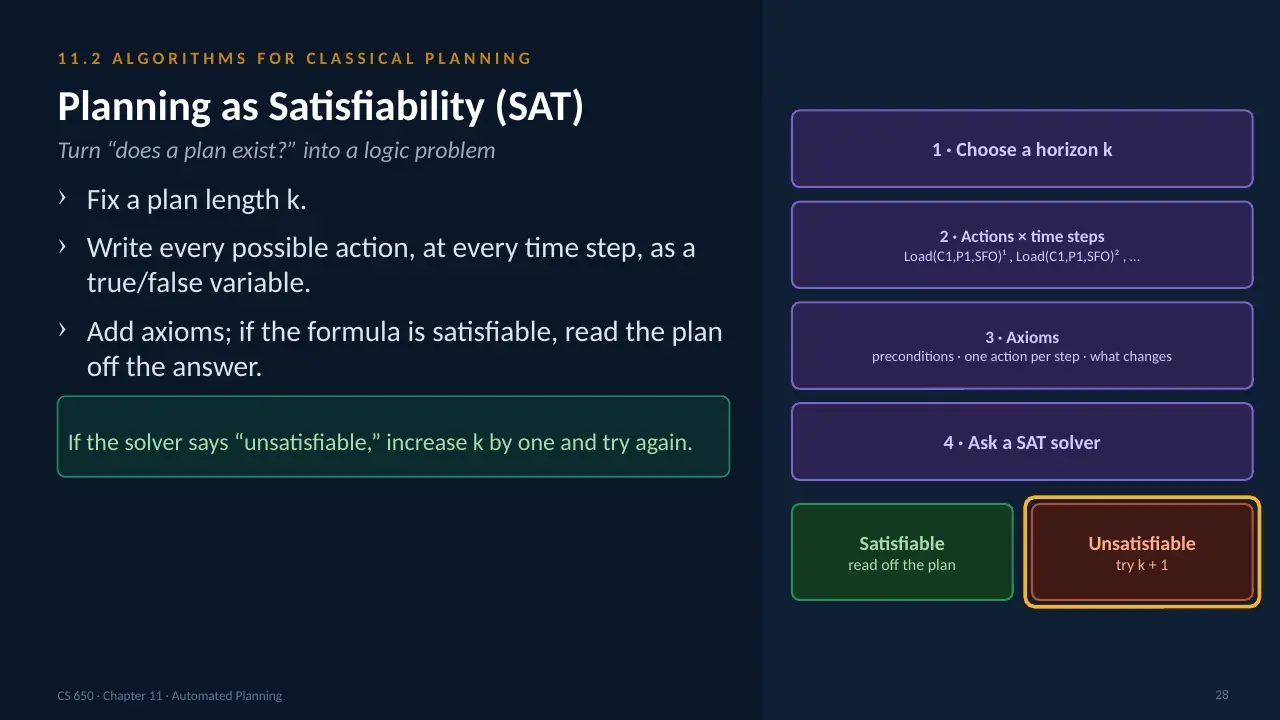 11.2 ALGORITHMS FOR CLASSICAL PLANNING
Planning as Satisfiability (SAT)
Turn “does a plan exist?” into a logic problem
› Fix a plan length k.
› Write every possible action, at every time step, as a
true/false variable.
› Add axioms; if the formula is satisfiable, read the plan
off the answer.
If the solver says “unsatisfiable,” increase k by one and try again.
1 · Choose a horizon k
2 · Actions × time steps
Load(C1,P1,SFO)¹ , Load(C1,P1,SFO)² , …
3 · Axioms
preconditions · one action per step · what changes
4 · Ask a SAT solver
Satisfiable
read off the plan
Unsatisfiable
try k + 1
CS 650 · Chapter 11 · Automated Planning
28